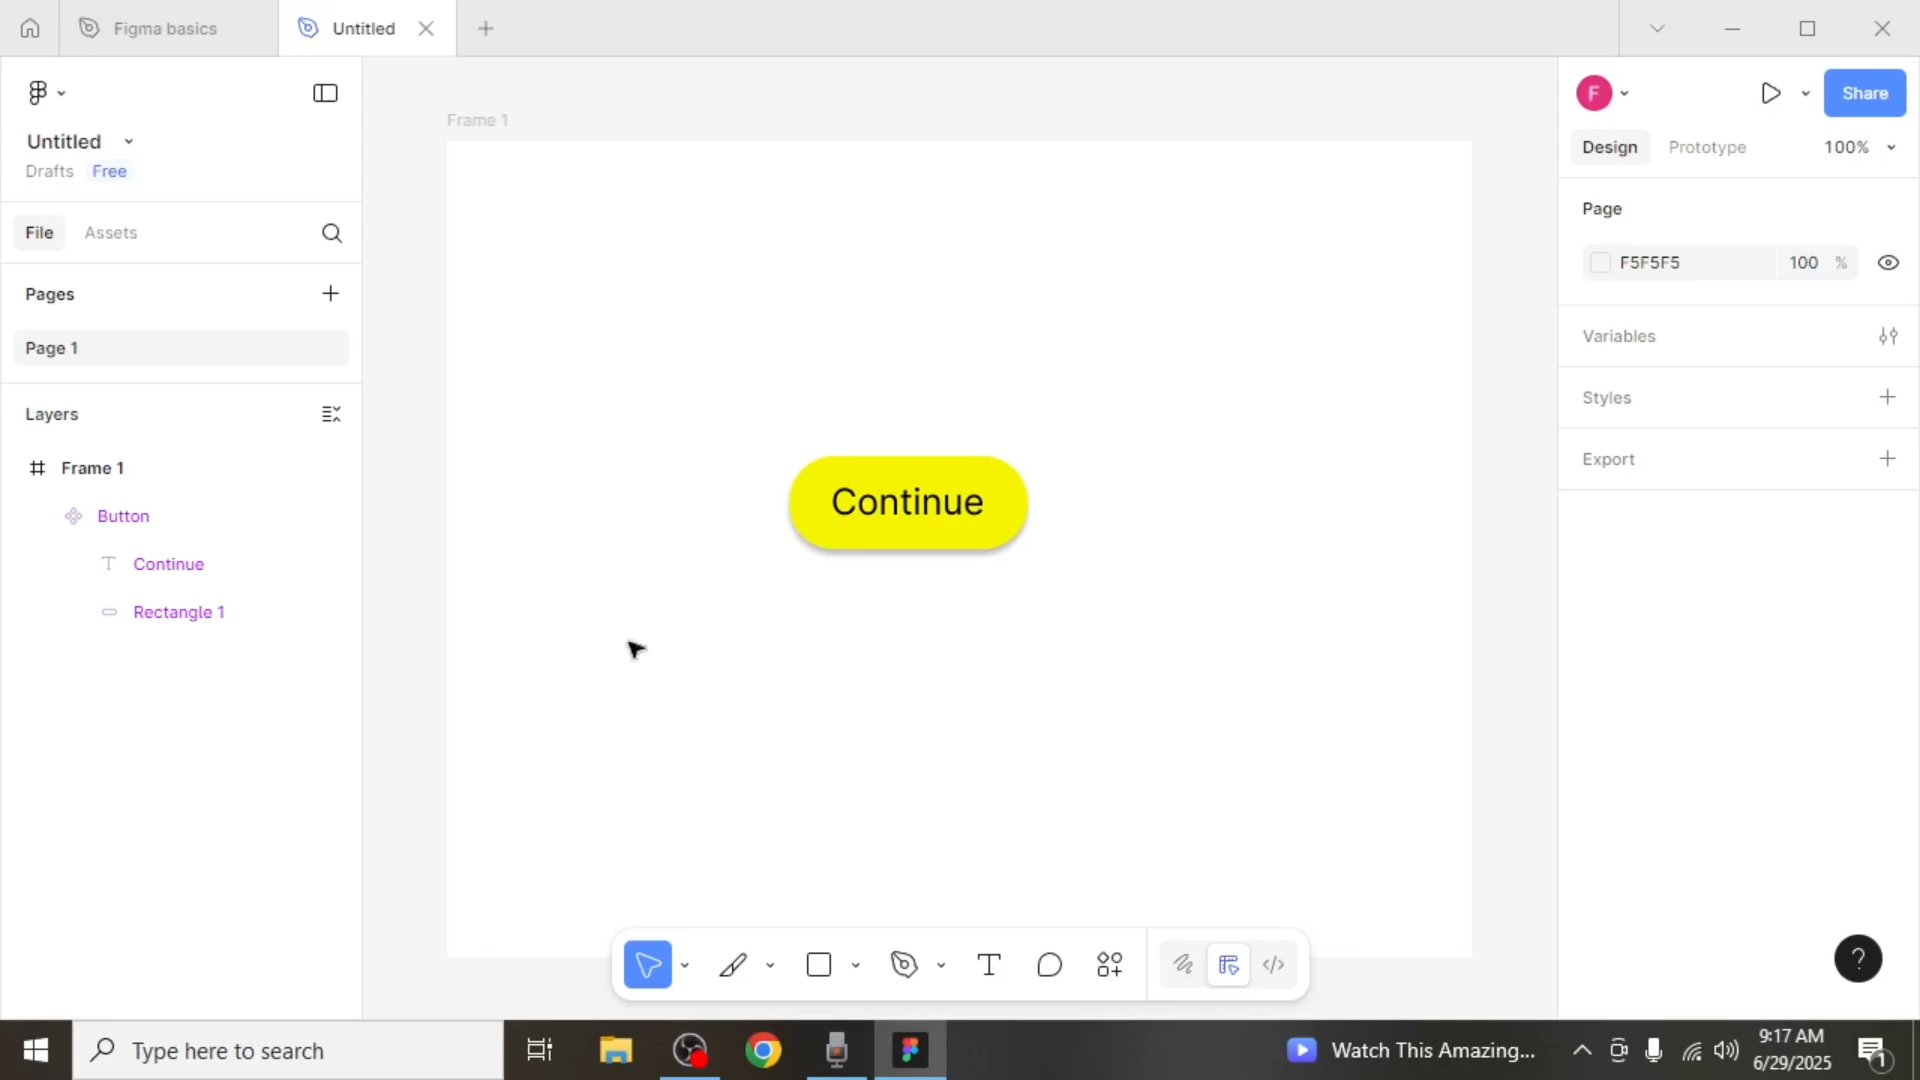 Figma basics
Untitled
Untitled
Drafts Free
File Assets
Pages
Page 1
Layers
Frame 1
Button
Continue
Rectangle 1
Frame 1
Continue
F
Share
Design Prototype 100%
Page
F5F5F5 100 %
Variables
Styles
Export
?
Type here to search
Watch This Amazing...
9:17 AM
6/29/2025
1